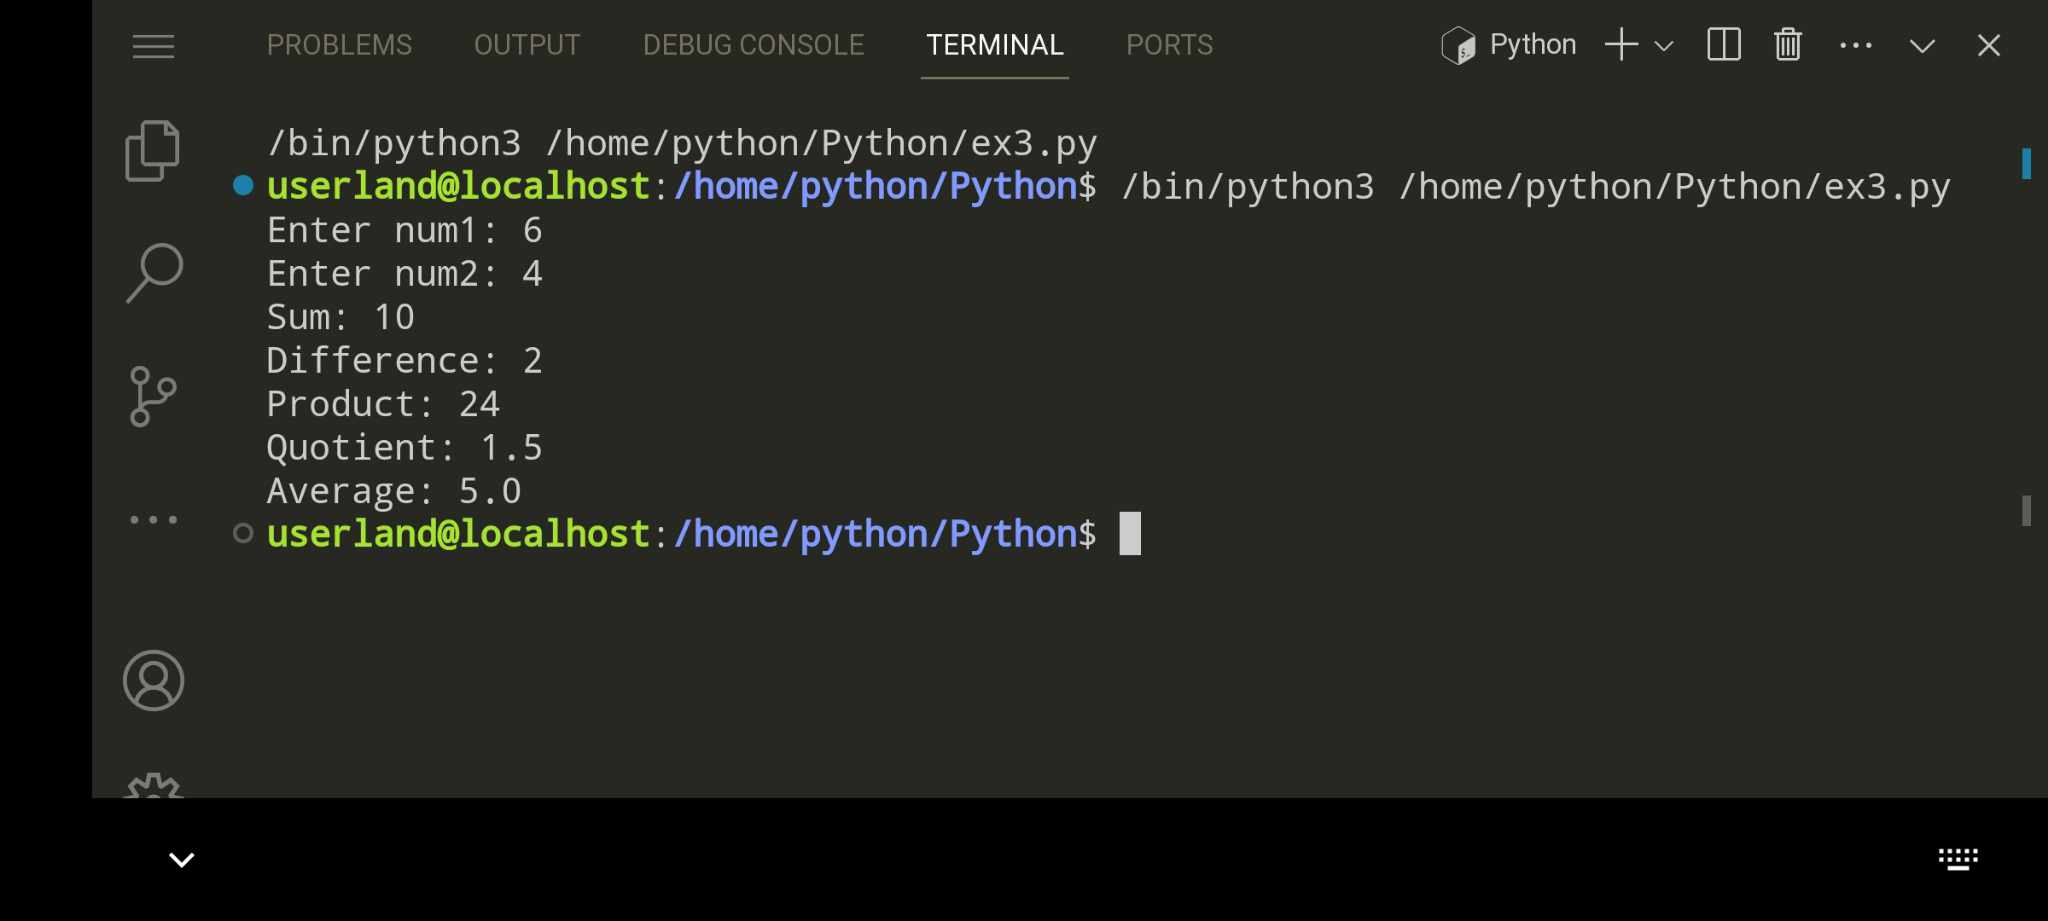 PROBLEMS OUTPUT DEBUG CONSOLE TERMINAL PORTS Python
/bin/python3 /home/python/Python/ex3.py
userland@localhost:/home/python/Python$ /bin/python3 /home/python/Python/ex3.py
Enter num1: 6
Enter num2: 4
Sum: 10
Difference: 2
Product: 24
Quotient: 1.5
Average: 5.0
userland@localhost:/home/python/Python$